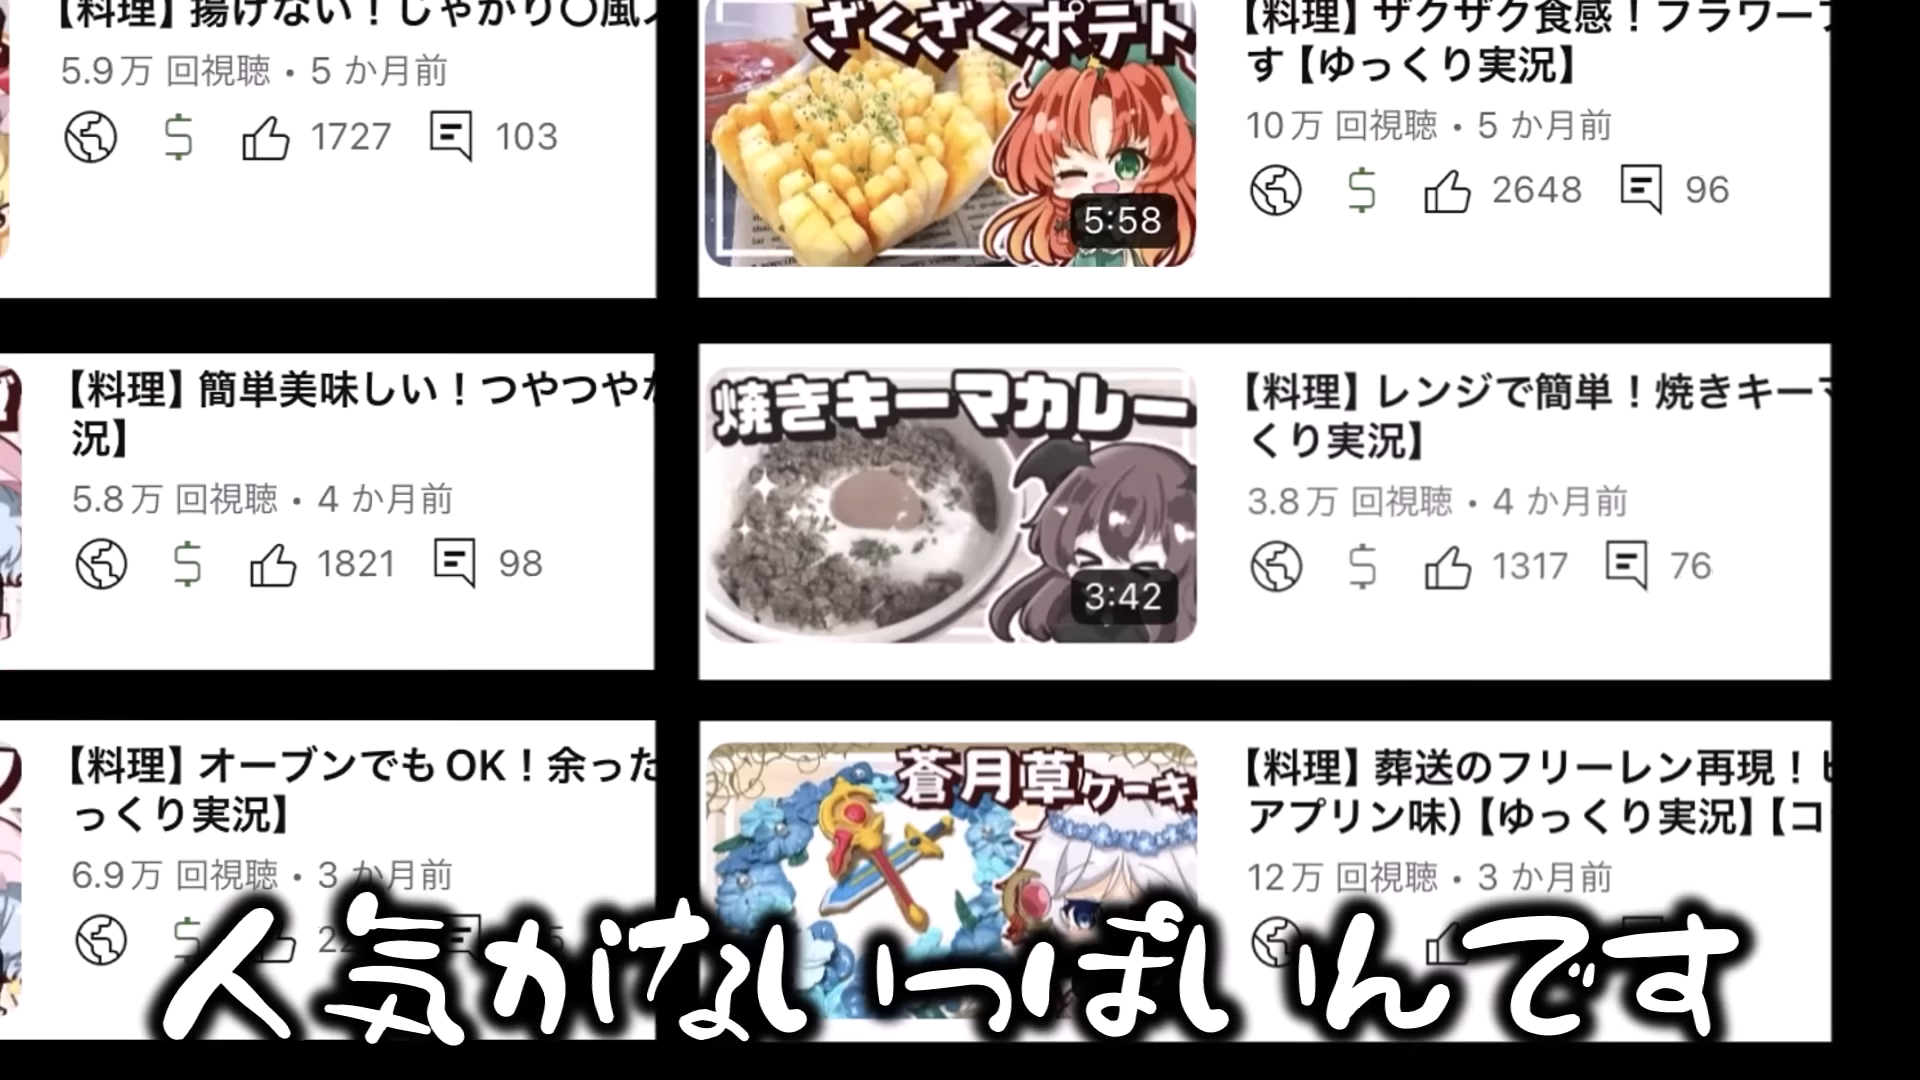 【料理】揚げない！じゃがり〇風
5.9万 回視聴・5 か月前
1727 103
ざくざくポテト
5:58
【料理】ザクザク食感！フラワー
す【ゆっくり実況】
10万 回視聴・5 か月前
2648 96
【料理】簡単美味しい！つやつや
況】
5.8万 回視聴・4 か月前
1821 98
焼きキーマカレー
3:42
【料理】レンジで簡単！焼きキーマ
くり実況】
3.8万 回視聴・4 か月前
1317 76
【料理】オーブンでもOK！余った
っくり実況】
6.9万 回視聴・3 か月前
蒼月草ケーキ
【料理】葬送のフリーレン再現！
アプリン味）【ゆっくり実況】【コ
12万 回視聴・3 か月前
人気がないっぽいんです